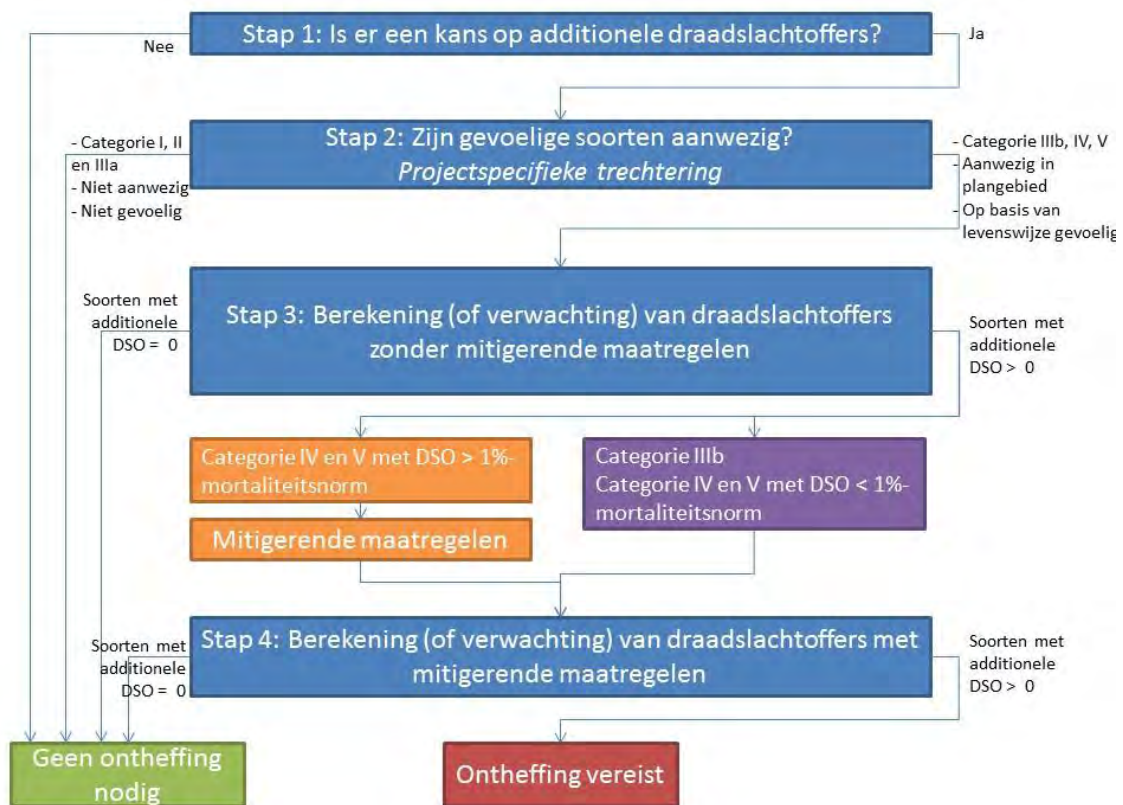 Stap 1: Is er een kans op additionele draadslachtoffers?
Nee
Ja
Stap 2: Zijn gevoelige soorten aanwezig?
Projectspecifieke trechtering
- Categorie I, II
en IIIa
- Niet aanwezig
- Niet gevoelig
- Categorie IIIb, IV, V
- Aanwezig in
plangebied
- Op basis van
levenswijze gevoelig
Stap 3: Berekening (of verwachting) van draadslachtoffers
zonder mitigerende maatregelen
Soorten met
additionele
DSO = 0
Soorten met
additionele
DSO > 0
Categorie IV en V met DSO > 1%-
mortaliteitsnorm
Mitigerende maatregelen
Categorie IIIb
Categorie IV en V met DSO < 1%-
mortaliteitsnorm
Stap 4: Berekening (of verwachting) van draadslachtoffers met
mitigerende maatregelen
Soorten met
additionele
DSO = 0
Soorten met
additionele
DSO > 0
Geen ontheffing
nodig
Ontheffing vereist